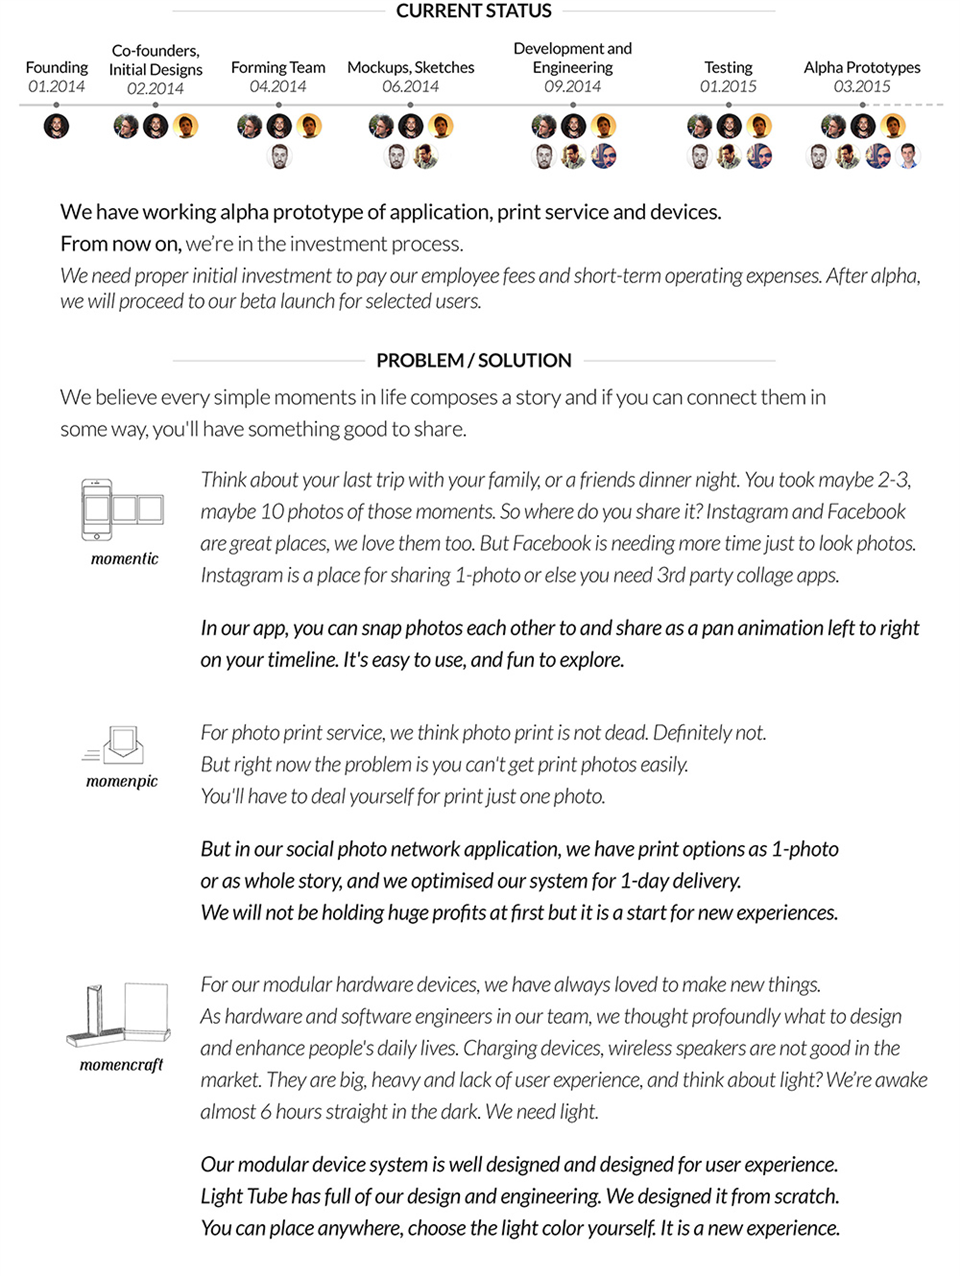 CURRENT STATUS
Founding
01.2014
Co-founders,
Initial Designs
02.2014
Forming Team
04.2014
Mockups, Sketches
06.2014
Development and
Engineering
09.2014
Testing
01.2015
Alpha Prototypes
03.2015
We have working alpha prototype of application, print service and devices.
From now on, we’re in the investment process.
We need proper initial investment to pay our employee fees and short-term operating expenses. After alpha,
we will proceed to our beta launch for selected users.
PROBLEM / SOLUTION
We believe every simple moments in life composes a story and if you can connect them in
some way, you'll have something good to share.
momentic
Think about your last trip with your family, or a friends dinner night. You took maybe 2-3,
maybe 10 photos of those moments. So where do you share it? Instagram and Facebook
are great places, we love them too. But Facebook is needing more time just to look photos.
Instagram is a place for sharing 1-photo or else you need 3rd party collage apps.
In our app, you can snap photos each other to and share as a pan animation left to right
on your timeline. It's easy to use, and fun to explore.
momenpic
For photo print service, we think photo print is not dead. Definitely not.
But right now the problem is you can't get print photos easily.
You'll have to deal yourself for print just one photo.
But in our social photo network application, we have print options as 1-photo
or as whole story, and we optimised our system for 1-day delivery.
We will not be holding huge profits at first but it is a start for new experiences.
momencraft
For our modular hardware devices, we have always loved to make new things.
As hardware and software engineers in our team, we thought profoundly what to design
and enhance people's daily lives. Charging devices, wireless speakers are not good in the
market. They are big, heavy and lack of user experience, and think about light? We’re awake
almost 6 hours straight in the dark. We need light.
Our modular device system is well designed and designed for user experience.
Light Tube has full of our design and engineering. We designed it from scratch.
You can place anywhere, choose the light color yourself. It is a new experience.